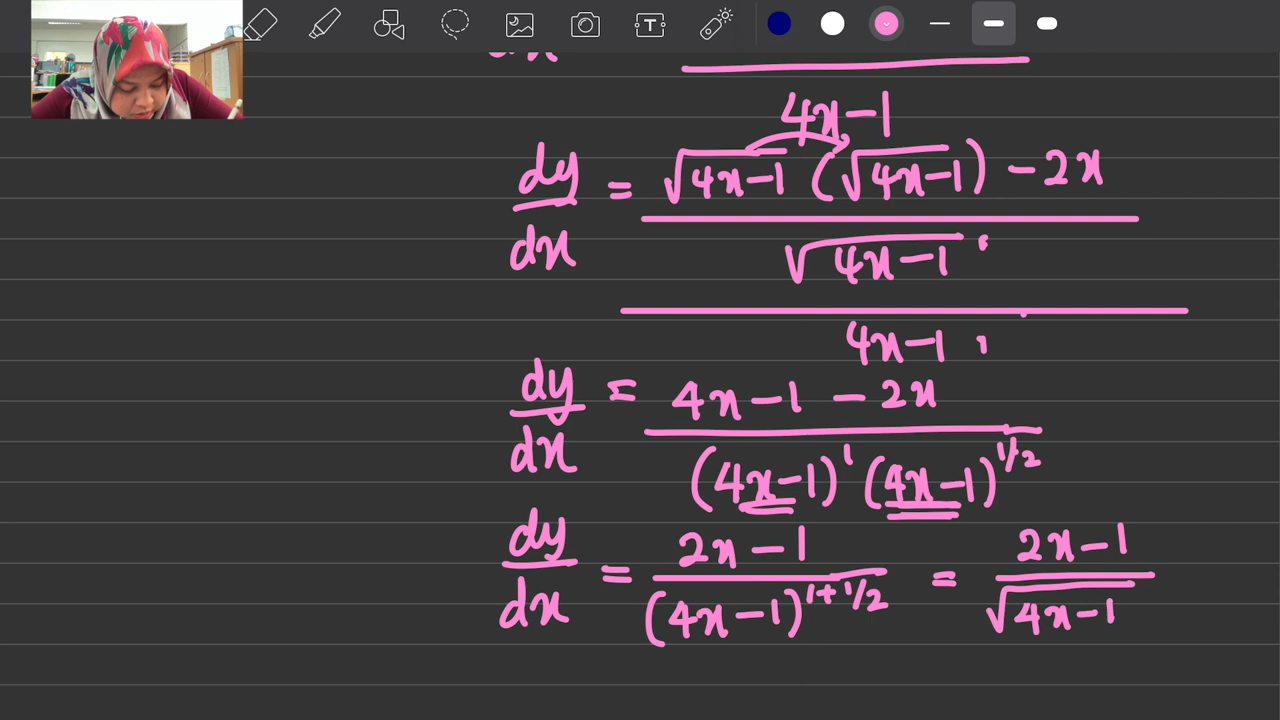 T
dx
4x-1
dy/dx = √(4x-1) (√(4x-1)) - 2x
√(4x-1)
4x-1
dy/dx = 4x-1 - 2x
(4x-1)^1 (4x-1)^1/2
dy/dx = 2x-1 / (4x-1)^1+1/2 = 2x-1 / √(4x-1)